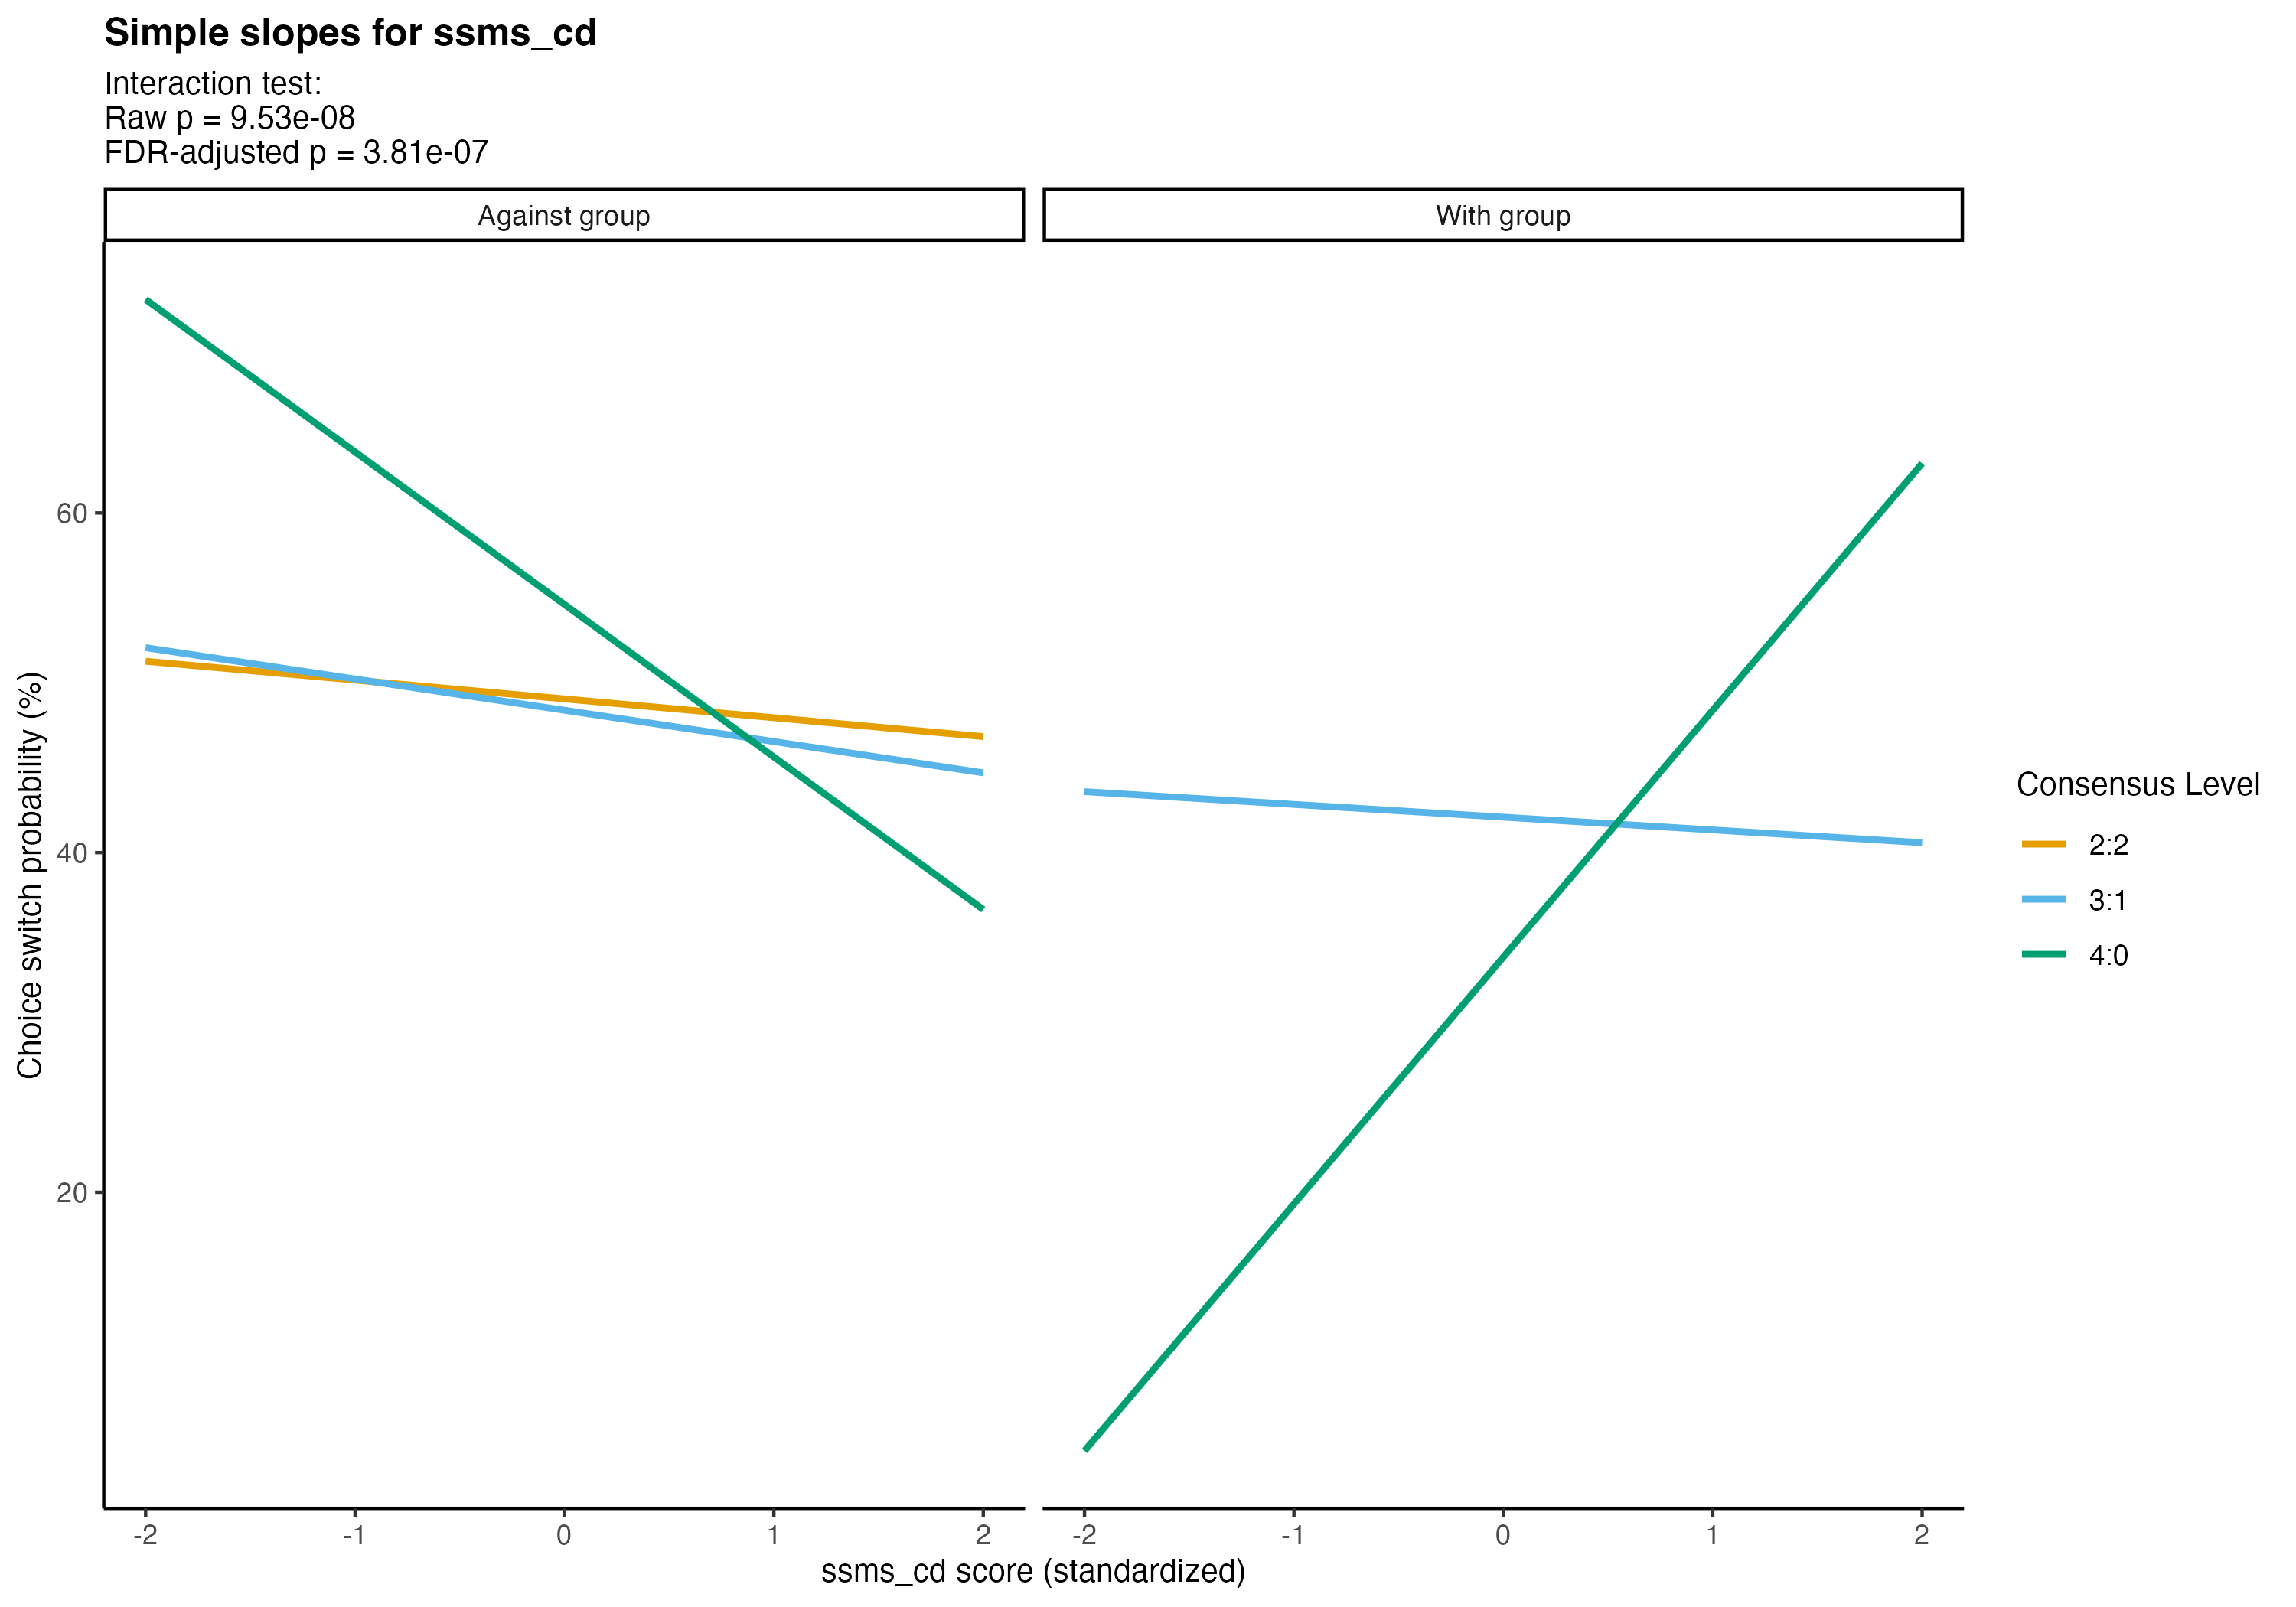 Simple slopes for ssms_cd
Interaction test:
Raw p = 9.53e-08
FDR-adjusted p = 3.81e-07
Against group
With group
Choice switch probability (%)
60
40
20
-2
-1
0
1
2
-2
-1
0
1
2
ssms_cd score (standardized)
Consensus Level
2:2
3:1
4:0